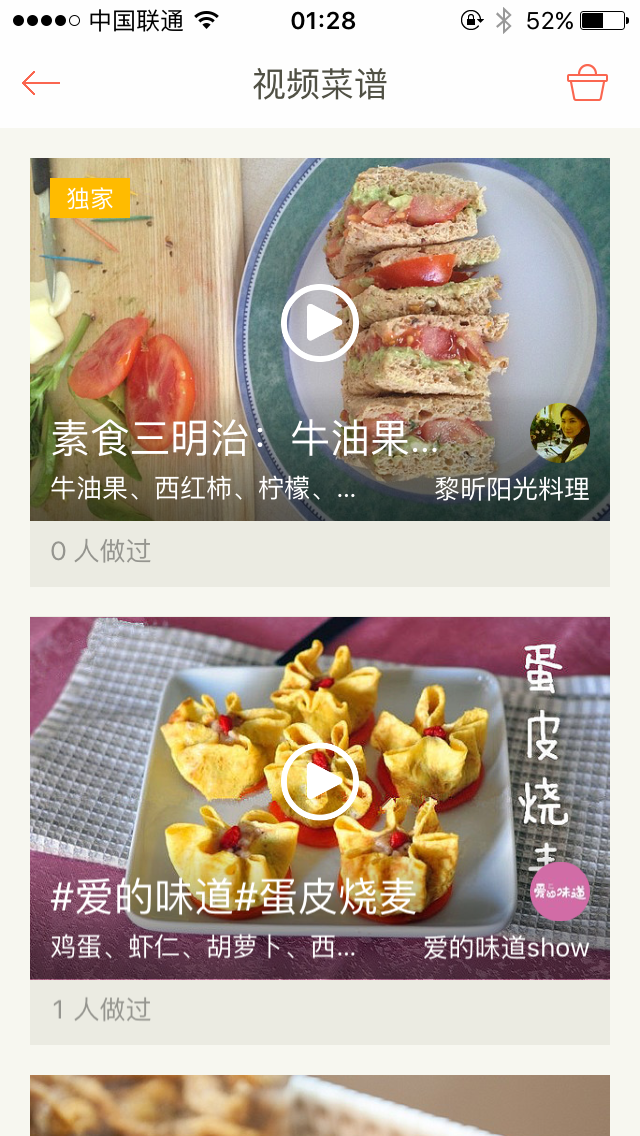 中国联通 01:28 52%
视频菜谱
独家
素食三明治：牛油果...
牛油果、西红柿、柠檬、...
黎昕阳光料理
0 人做过
蛋皮烧
#爱的味道#蛋皮烧麦
爱的味道
鸡蛋、虾仁、胡萝卜、西...
爱的味道show
1 人做过